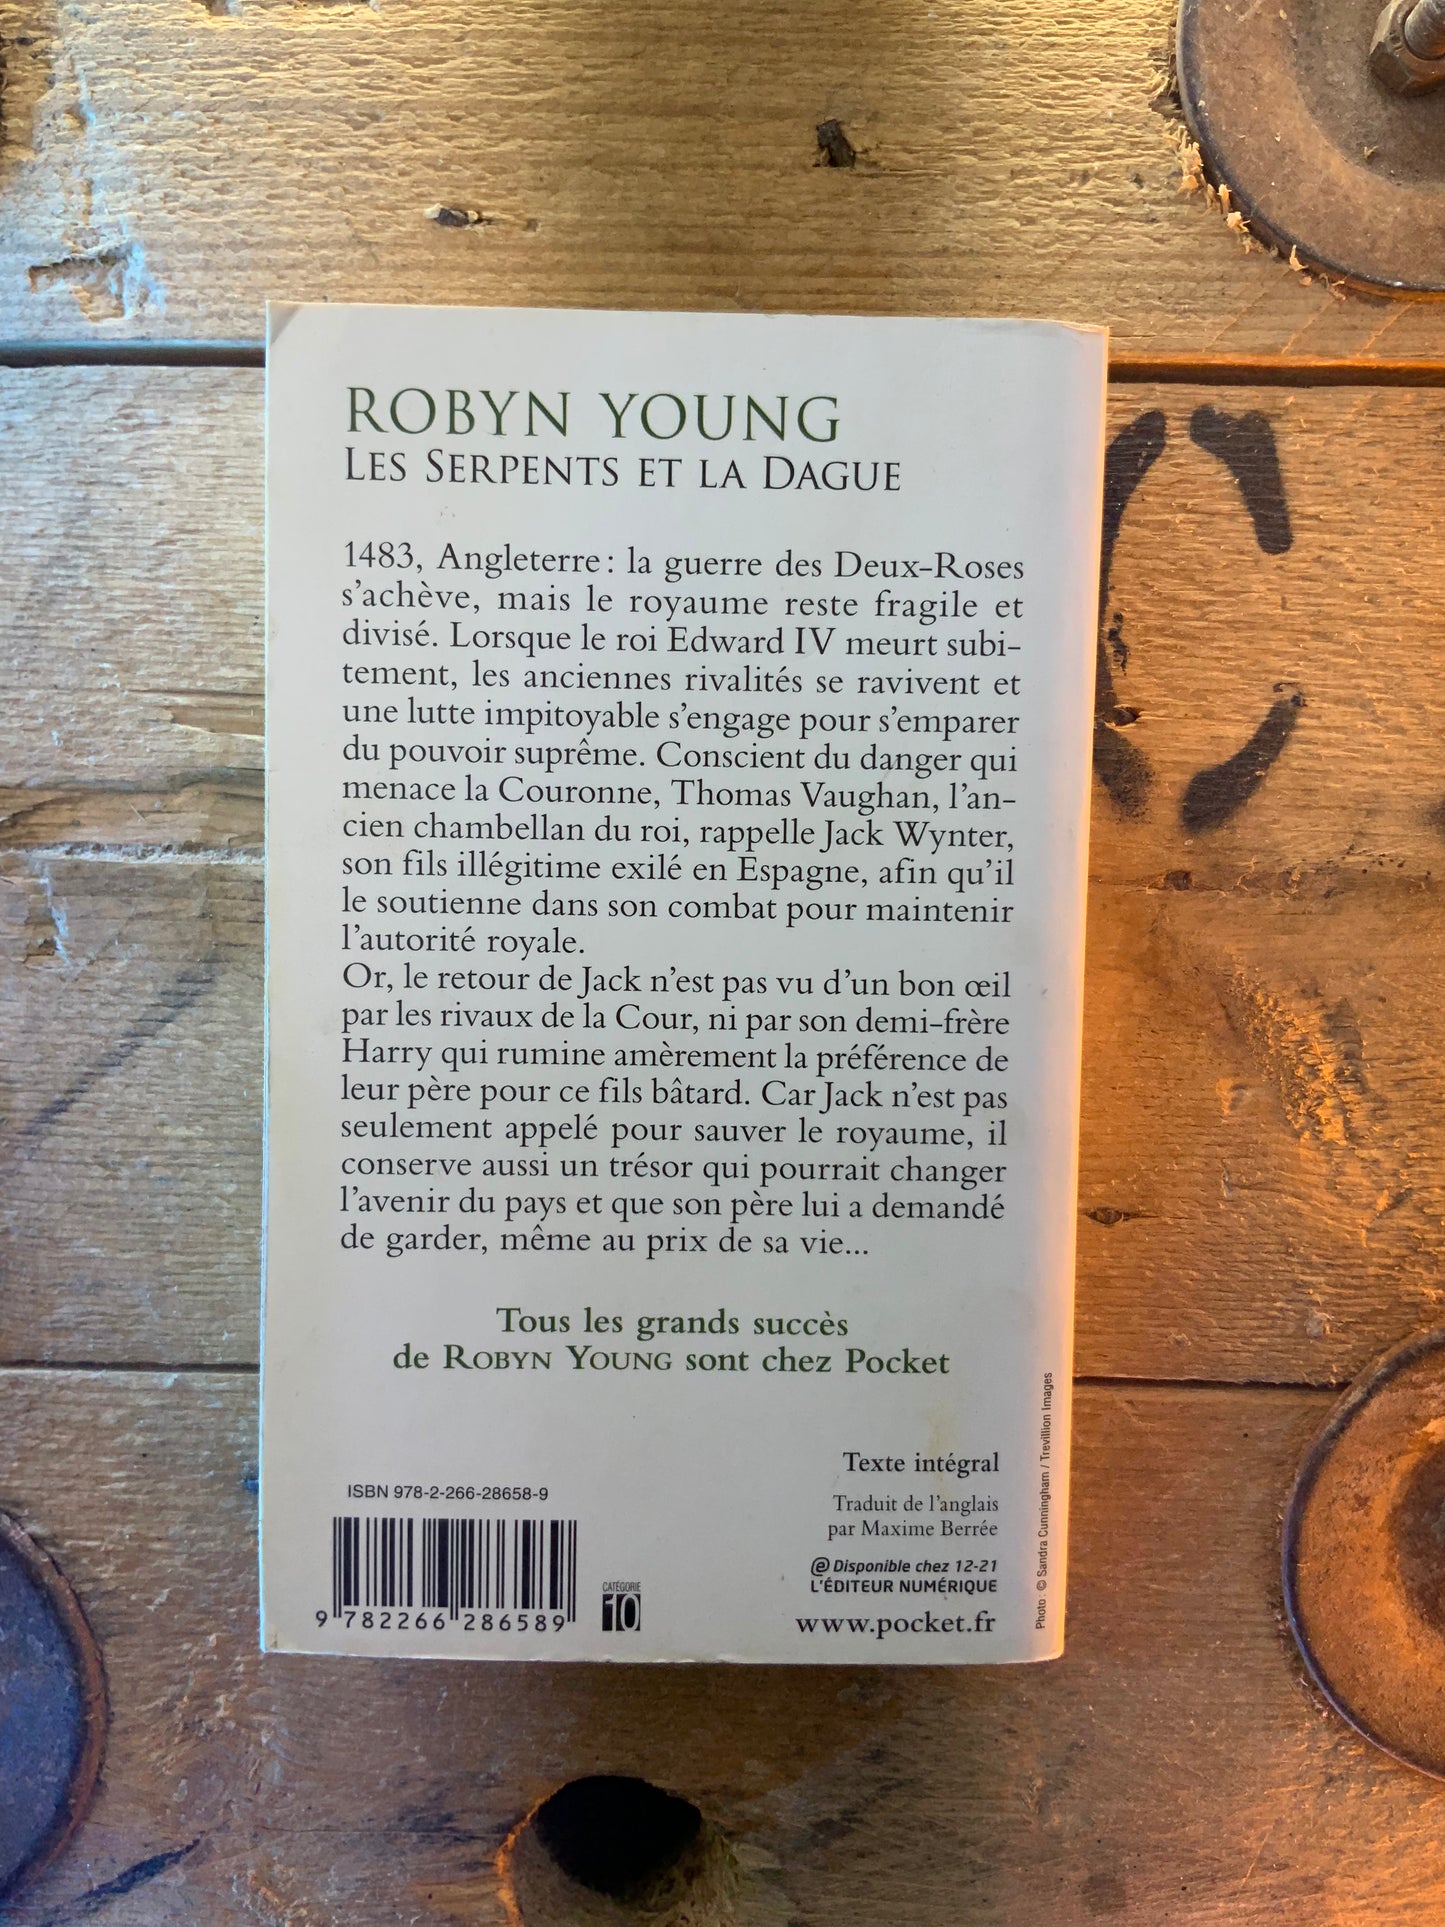 ROBYN YOUNG
LES SERPENTS ET LA DAGUE
1483, Angleterre : la guerre des Deux-Roses
s'achève, mais le royaume reste fragile et
divisé. Lorsque le roi Edward IV meurt subi-
tement, les anciennes rivalités se ravivent et
une lutte impitoyable s'engage pour s'emparer
du pouvoir suprême. Conscient du danger qui
menace la Couronne, Thomas Vaughan, l'an-
cien chambellan du roi, rappelle Jack Wynter,
son fils illégitime exilé en Espagne, afin qu'il
le soutienne dans son combat pour maintenir
l'autorité royale.
Or, le retour de Jack n'est pas vu d'un bon œil
par les rivaux de la Cour, ni par son demi-frère
Harry qui rumine amèrement la préférence de
leur père pour ce fils bâtard. Car Jack n'est pas
seulement appelé pour sauver le royaume, il
conserve aussi un trésor qui pourrait changer
l'avenir du pays et que son père lui a demandé
de garder, même au prix de sa vie...
Tous les grands succès
de ROBYN YOUNG sont chez Pocket
Texte intégral
Traduit de l'anglais
par Maxime Berrée
@ Disponible chez 12-21
L'ÉDITEUR NUMÉRIQUE
www.pocket.fr
ISBN 978-2-266-28658-9
9 782266 286589
CATÉGORIE
10
Photo: © Sandra Cunningham / Trevillion Images